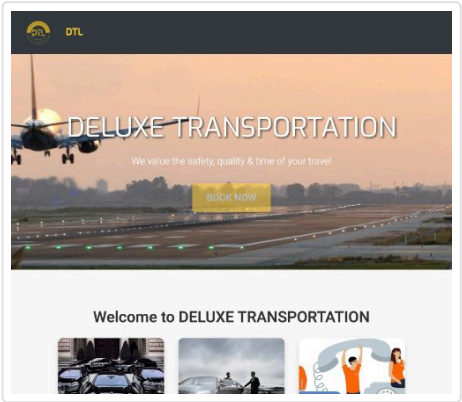 DTL
DTL
DELUXE TRANSPORTATION
We value the safety, quality & time of your travel
BOOK NOW
Welcome to DELUXE TRANSPORTATION